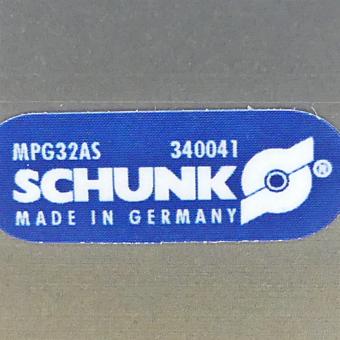 MPG32AS 340041
SCHUNK ®
MADE IN GERMANY